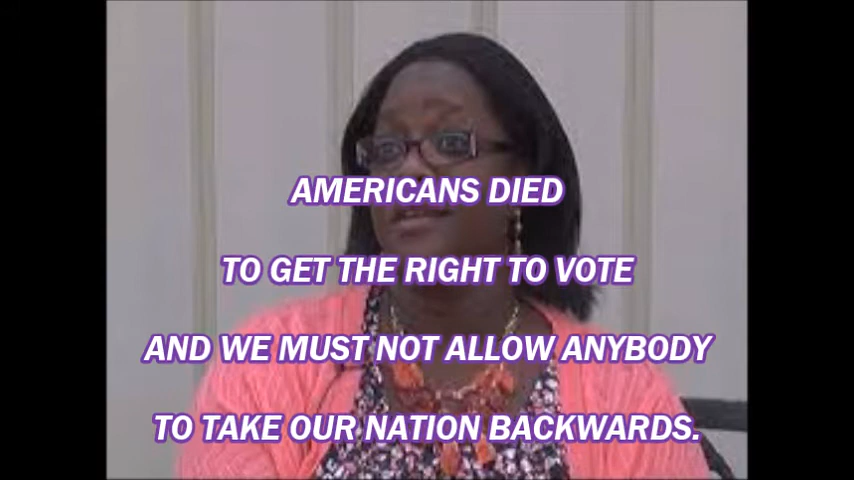 AMERICANS DIED
TO GET THE RIGHT TO VOTE
AND WE MUST NOT ALLOW ANYBODY
TO TAKE OUR NATION BACKWARDS.